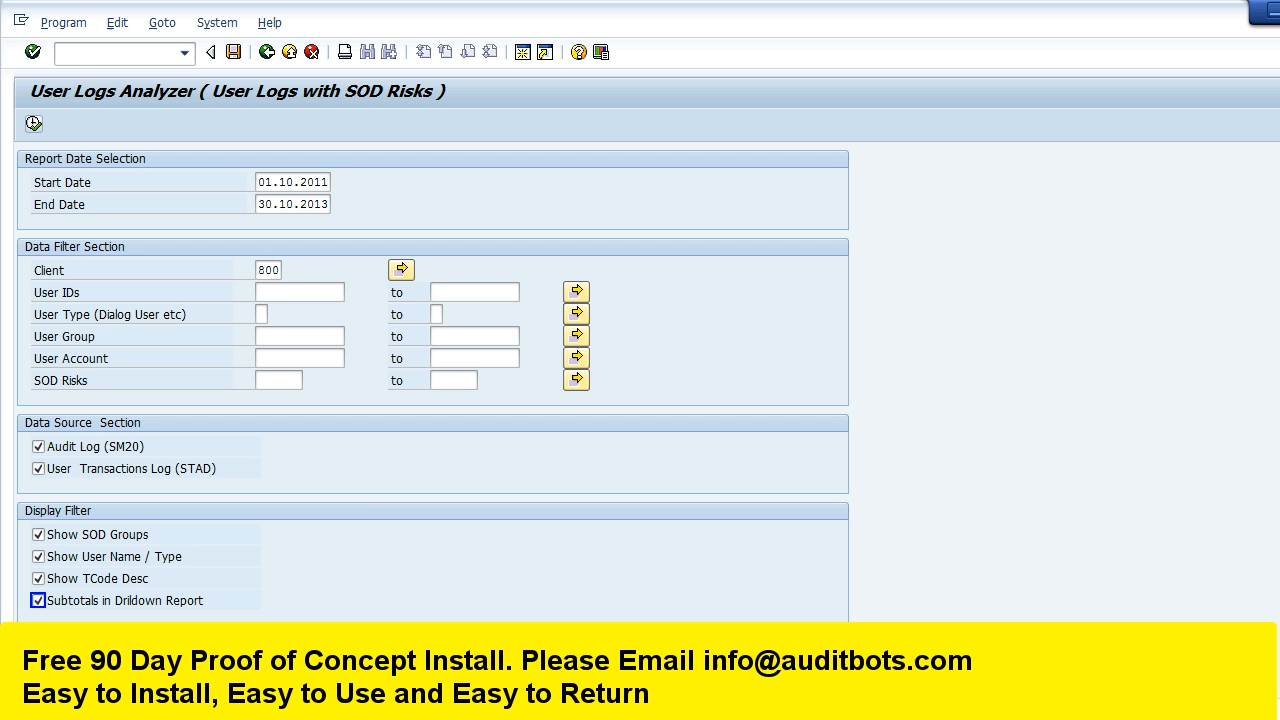 Program Edit Goto System Help
User Logs Analyzer ( User Logs with SOD Risks )
Report Date Selection
Start Date 01.10.2011
End Date 30.10.2013
Data Filter Section
Client 800
User IDs to
User Type (Dialog User etc) to
User Group to
User Account to
SOD Risks to
Data Source Section
Audit Log (SM20)
User Transactions Log (STAD)
Display Filter
Show SOD Groups
Show User Name / Type
Show TCode Desc
Subtotals in Drildown Report
Free 90 Day Proof of Concept Install. Please Email info@auditbots.com
Easy to Install, Easy to Use and Easy to Return